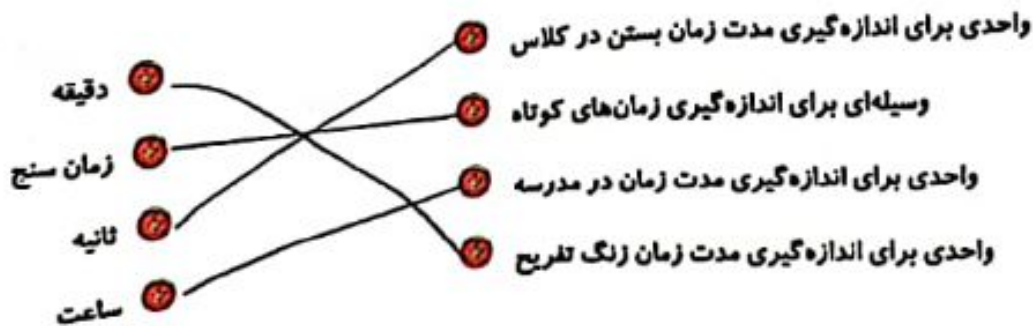 واحدی برای اندازه‌گیری مدت زمان بستن در کلاس
وسیله‌ای برای اندازه‌گیری زمان‌های کوتاه
واحدی برای اندازه‌گیری مدت زمان در مدرسه
واحدی برای اندازه‌گیری مدت زمان زنگ تفریح
دقیقه
زمان سنج
ثانیه
ساعت